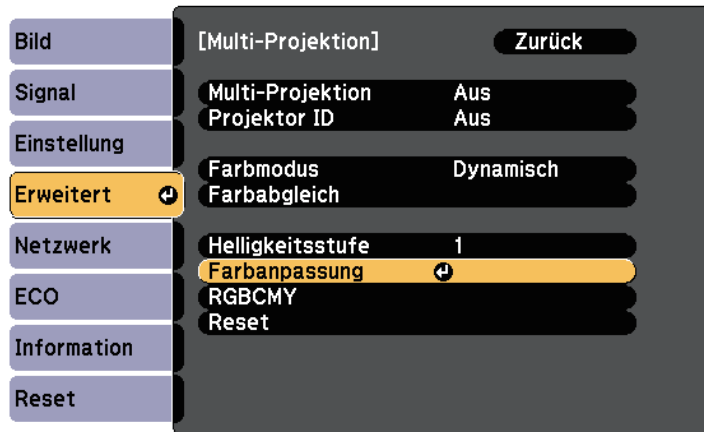 Bild
Signal
Einstellung
Erweitert
Netzwerk
ECO
Information
Reset
[Multi-Projektion] Zurück
Multi-Projektion Aus
Projektor ID Aus
Farbmodus Dynamisch
Farbabgleich
Helligkeitsstufe 1
Farbanpassung
RGBCMY
Reset